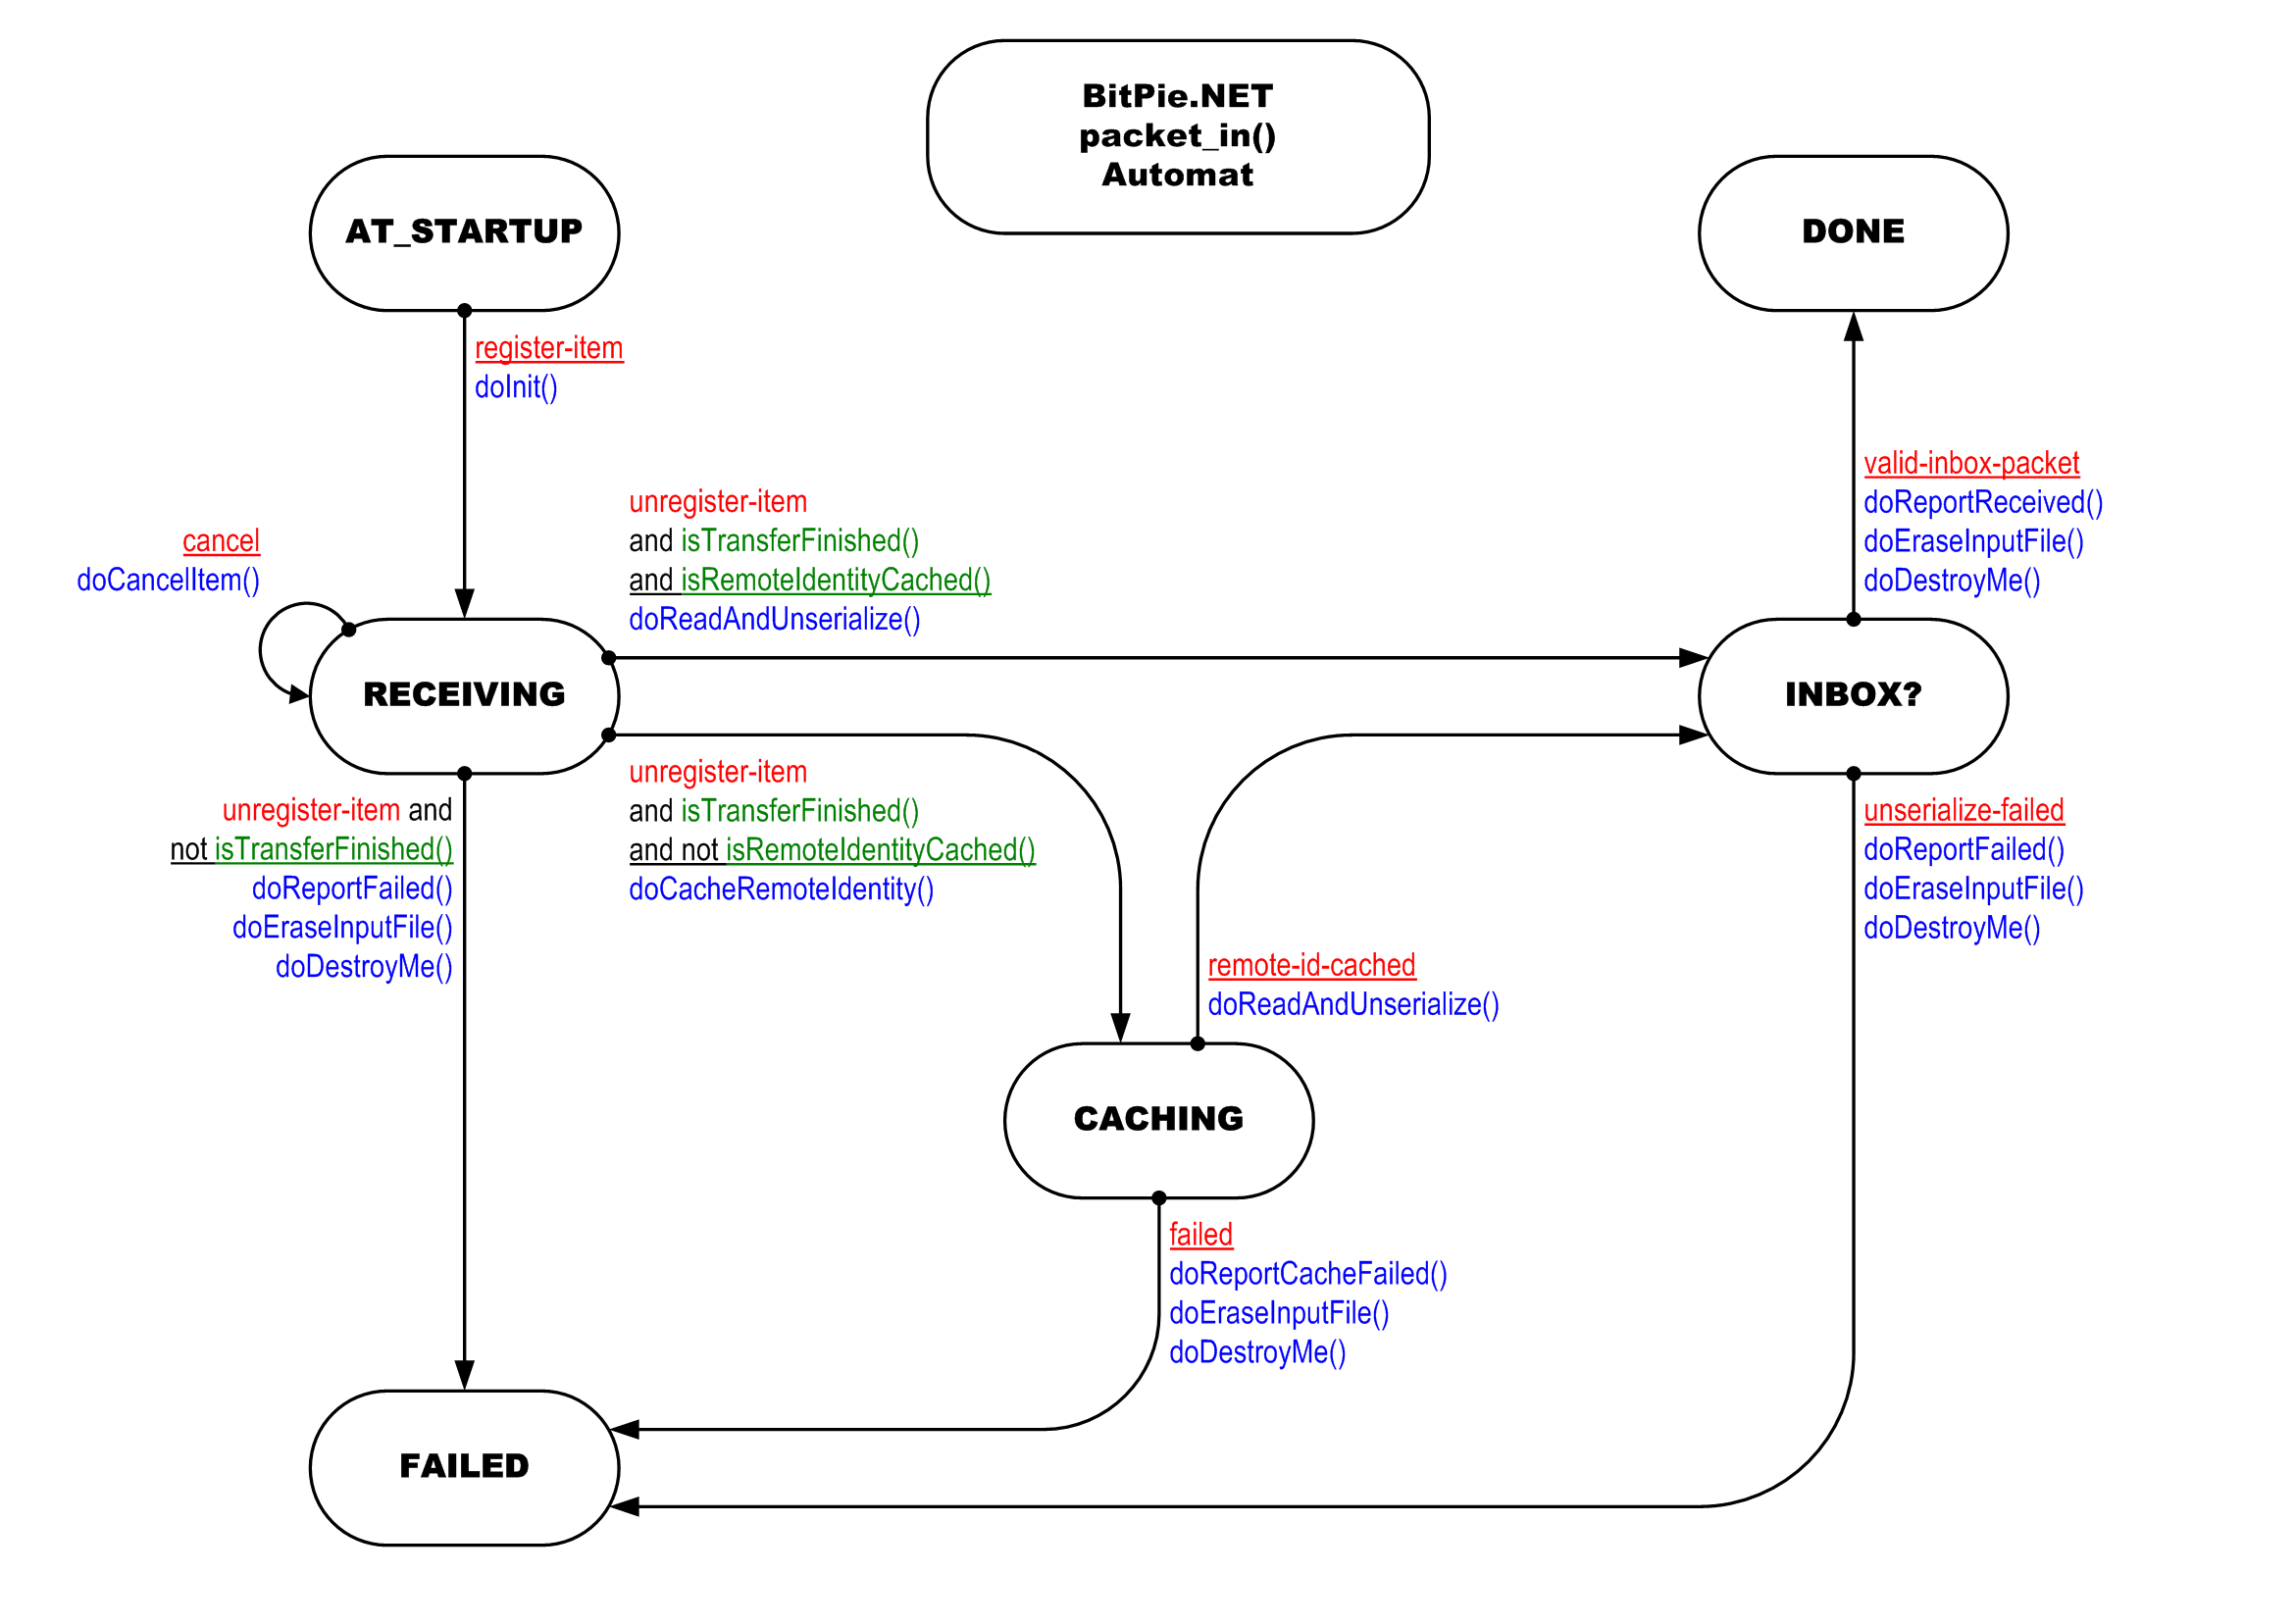 BitPie.NET
packet_in()
Automat
AT_STARTUP
DONE
register-item
doInit()
valid-inbox-packet
doReportReceived()
doEraseInputFile()
doDestroyMe()
unregister-item
and isTransferFinished()
and isRemoteIdentityCached()
doReadAndUnserialize()
cancel
doCancelItem()
RECEIVING
INBOX?
unregister-item and
not isTransferFinished()
doReportFailed()
doEraseInputFile()
doDestroyMe()
unregister-item
and isTransferFinished()
and not isRemoteIdentityCached()
doCacheRemoteIdentity()
unserialize-failed
doReportFailed()
doEraseInputFile()
doDestroyMe()
remote-id-cached
doReadAndUnserialize()
CACHING
failed
doReportCacheFailed()
doEraseInputFile()
doDestroyMe()
FAILED